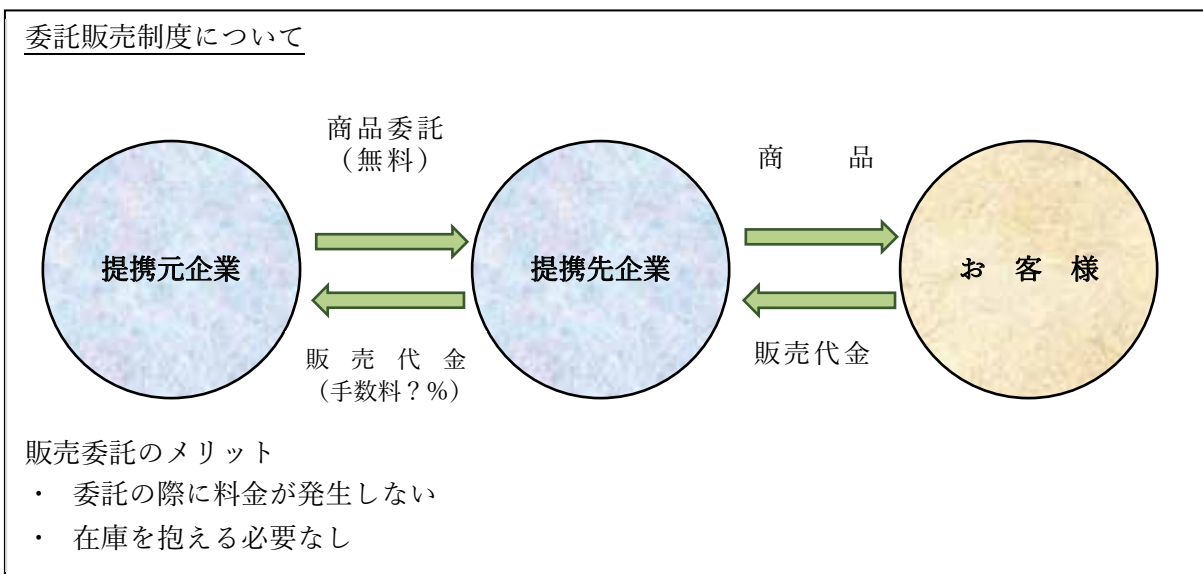 委託販売制度について
商品委託
（無料）
商　　品
提携元企業
提携先企業
お　客　様
販　売　代　金
（手数料？%）
販売代金
販売委託のメリット
・　委託の際に料金が発生しない
・　在庫を抱える必要なし